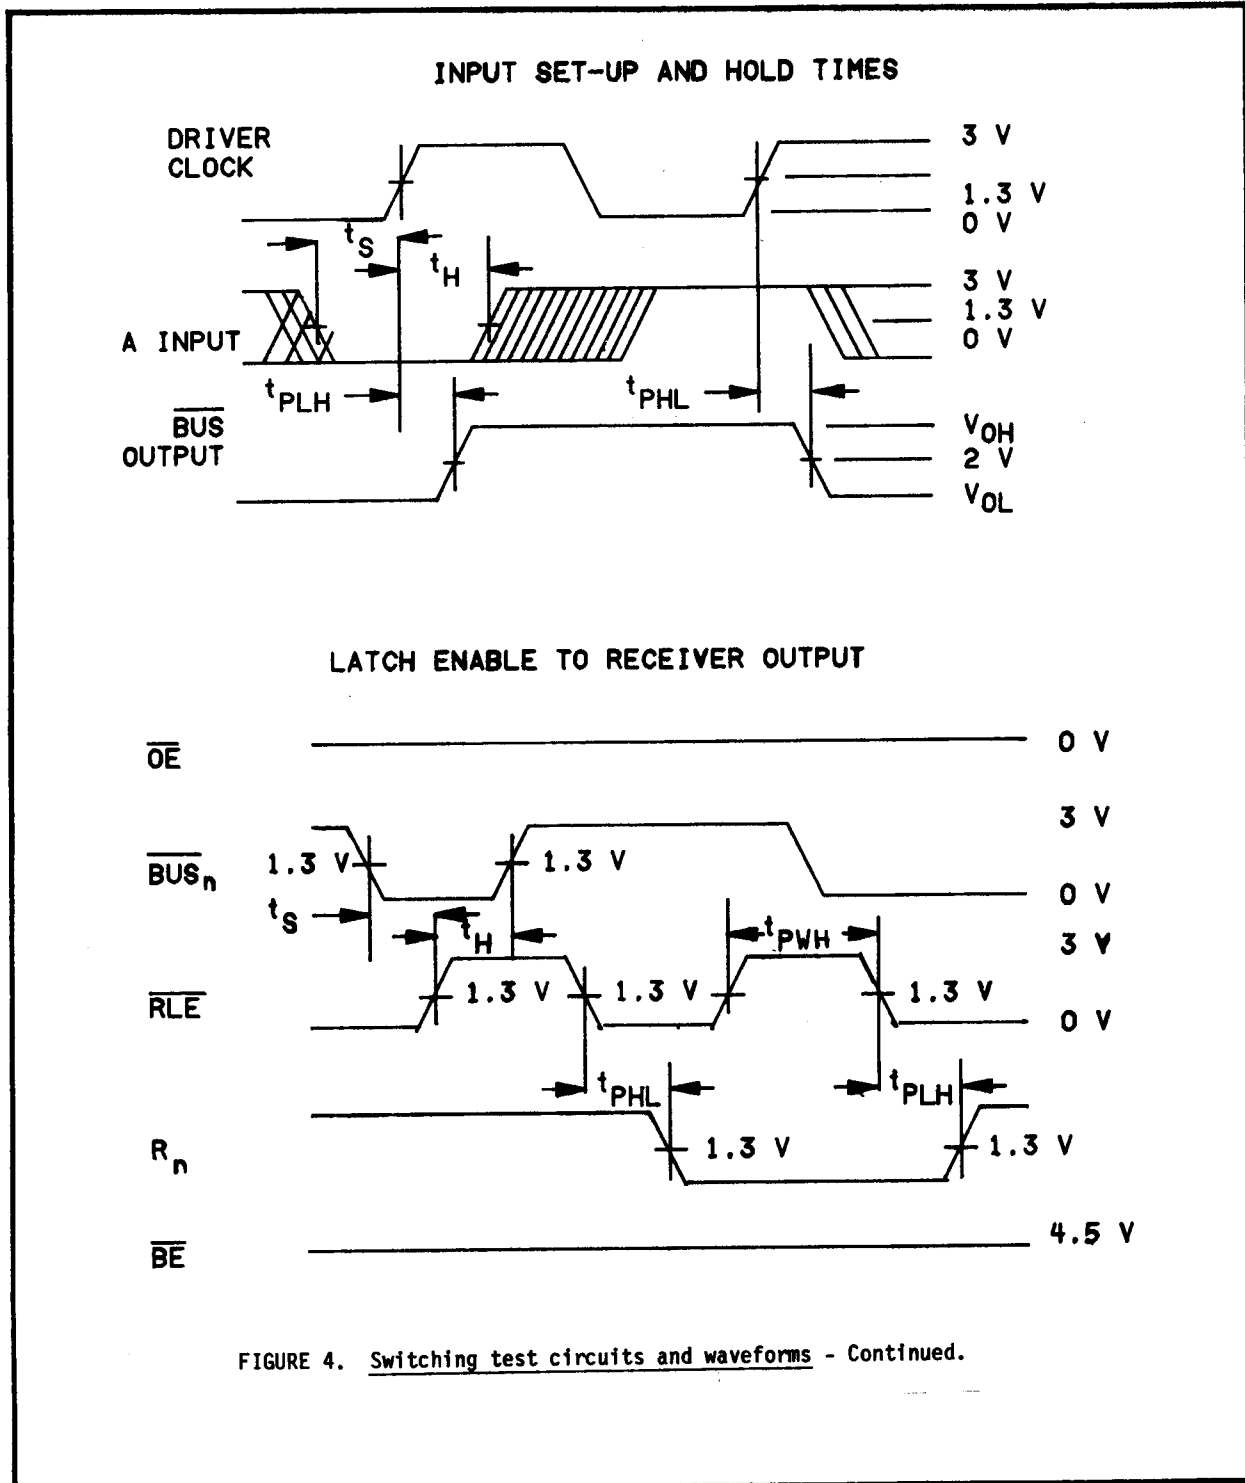 INPUT SET-UP AND HOLD TIMES
DRIVER
CLOCK
3 V
1.3 V
0 V
tS
tH
A INPUT
3 V
1.3 V
0 V
tPLH
tPHL
BUS
OUTPUT
VOH
2 V
VOL
LATCH ENABLE TO RECEIVER OUTPUT
OE
0 V
BUSn
1.3 V
1.3 V
3 V
0 V
tS
tH
tPWH
RLE
1.3 V
1.3 V
1.3 V
3 V
0 V
tPHL
tPLH
Rn
1.3 V
1.3 V
BE
4.5 V
FIGURE 4. Switching test circuits and waveforms - Continued.